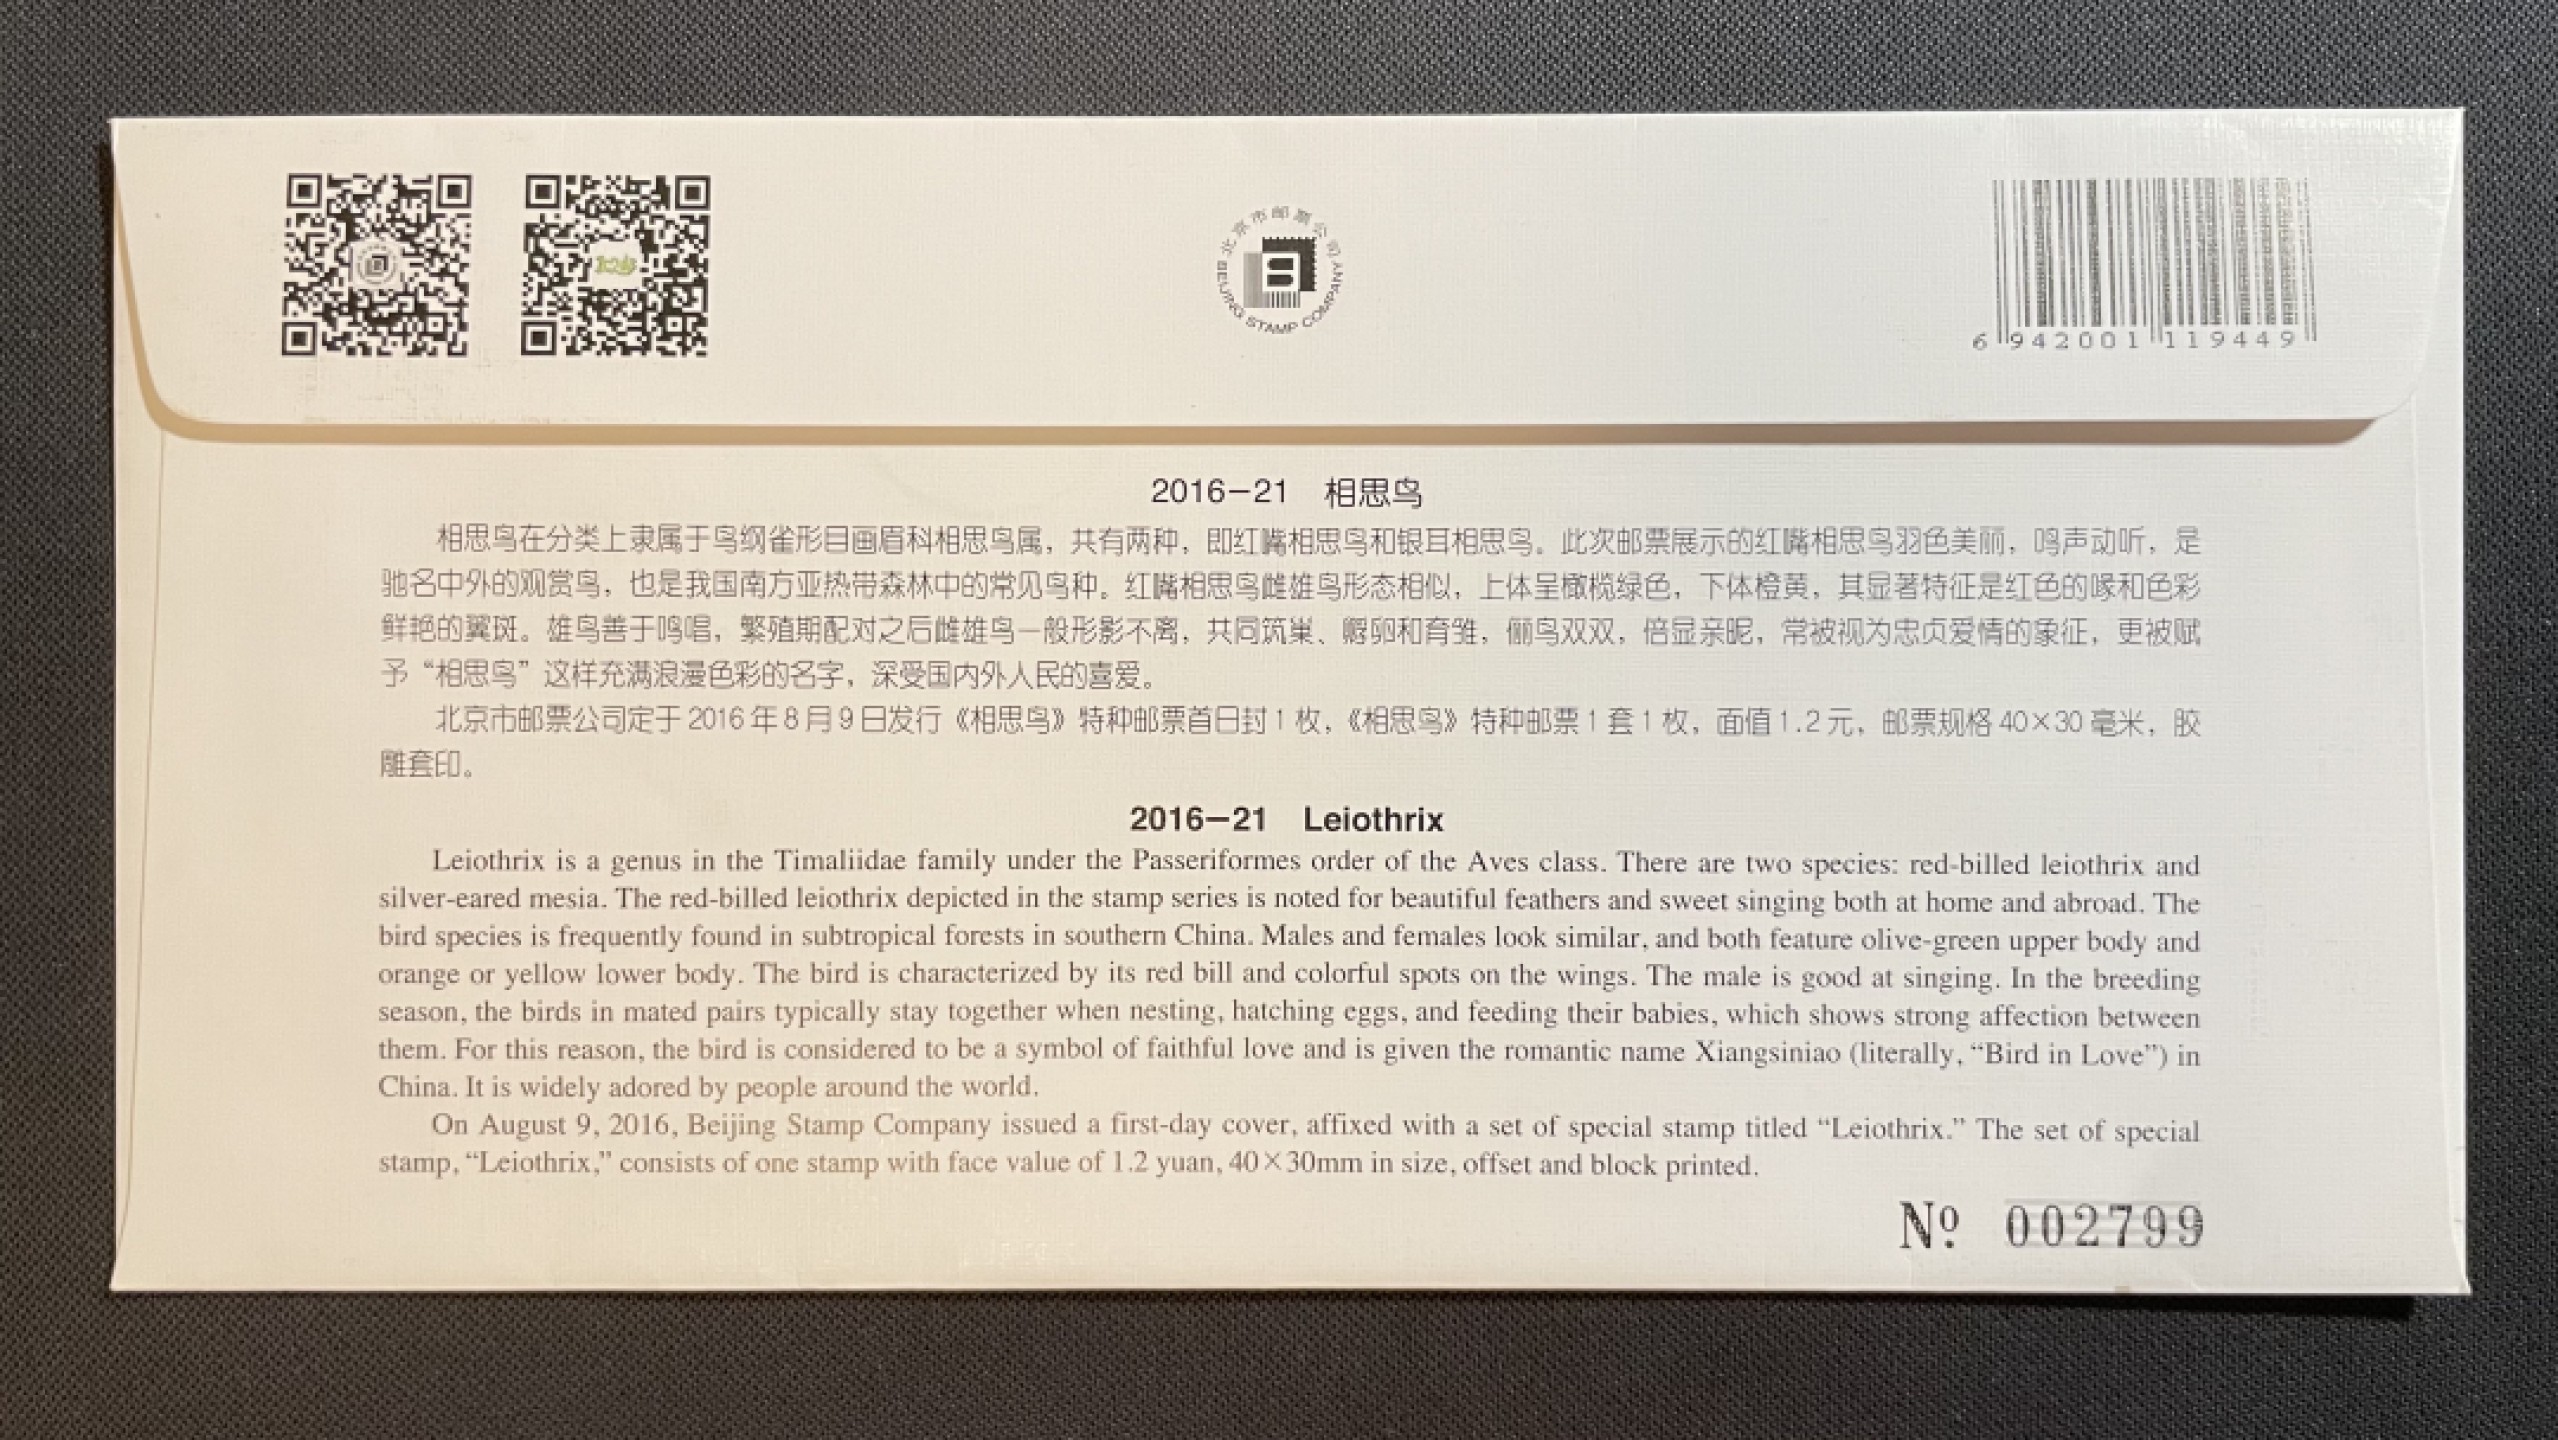 北京市邮票公司
BEIJING STAMP COMPANY
6 942001 119449
2016-21 相思鸟
相思鸟在分类上隶属于鸟纲雀形目画眉科相思鸟属，共有两种，即红嘴相思鸟和银耳相思鸟。此次邮票展示的红嘴相思鸟羽色美丽，鸣声动听，是
驰名中外的观赏鸟，也是我国南方亚热带森林中的常见鸟种。红嘴相思鸟雌雄鸟形态相似，上体呈橄榄绿色，下体橙黄，其显著特征是红色的喙和色彩
鲜艳的翼斑。雄鸟善于鸣唱，繁殖期配对之后雌雄鸟一般形影不离，共同筑巢、孵卵和育雏，俪鸟双双，倍显亲昵，常被视为忠贞爱情的象征，更被赋
予“相思鸟”这样充满浪漫色彩的名字，深受国内外人民的喜爱。
北京市邮票公司定于2016年8月9日发行《相思鸟》特种邮票首日封1枚，《相思鸟》特种邮票1套1枚，面值1.2元，邮票规格40×30毫米，胶
雕套印。
2016-21 Leiothrix
Leiothrix is a genus in the Timaliidae family under the Passeriformes order of the Aves class. There are two species: red-billed leiothrix and
silver-eared mesia. The red-billed leiothrix depicted in the stamp series is noted for beautiful feathers and sweet singing both at home and abroad. The
bird species is frequently found in subtropical forests in southern China. Males and females look similar, and both feature olive-green upper body and
orange or yellow lower body. The bird is characterized by its red bill and colorful spots on the wings. The male is good at singing. In the breeding
season, the birds in mated pairs typically stay together when nesting, hatching eggs, and feeding their babies, which shows strong affection between
them. For this reason, the bird is considered to be a symbol of faithful love and is given the romantic name Xiangsiniao (literally, “Bird in Love”) in
China. It is widely adored by people around the world.
On August 9, 2016, Beijing Stamp Company issued a first-day cover, affixed with a set of special stamp titled “Leiothrix.” The set of special
stamp, “Leiothrix,” consists of one stamp with face value of 1.2 yuan, 40×30mm in size, offset and block printed.
Nº 002799